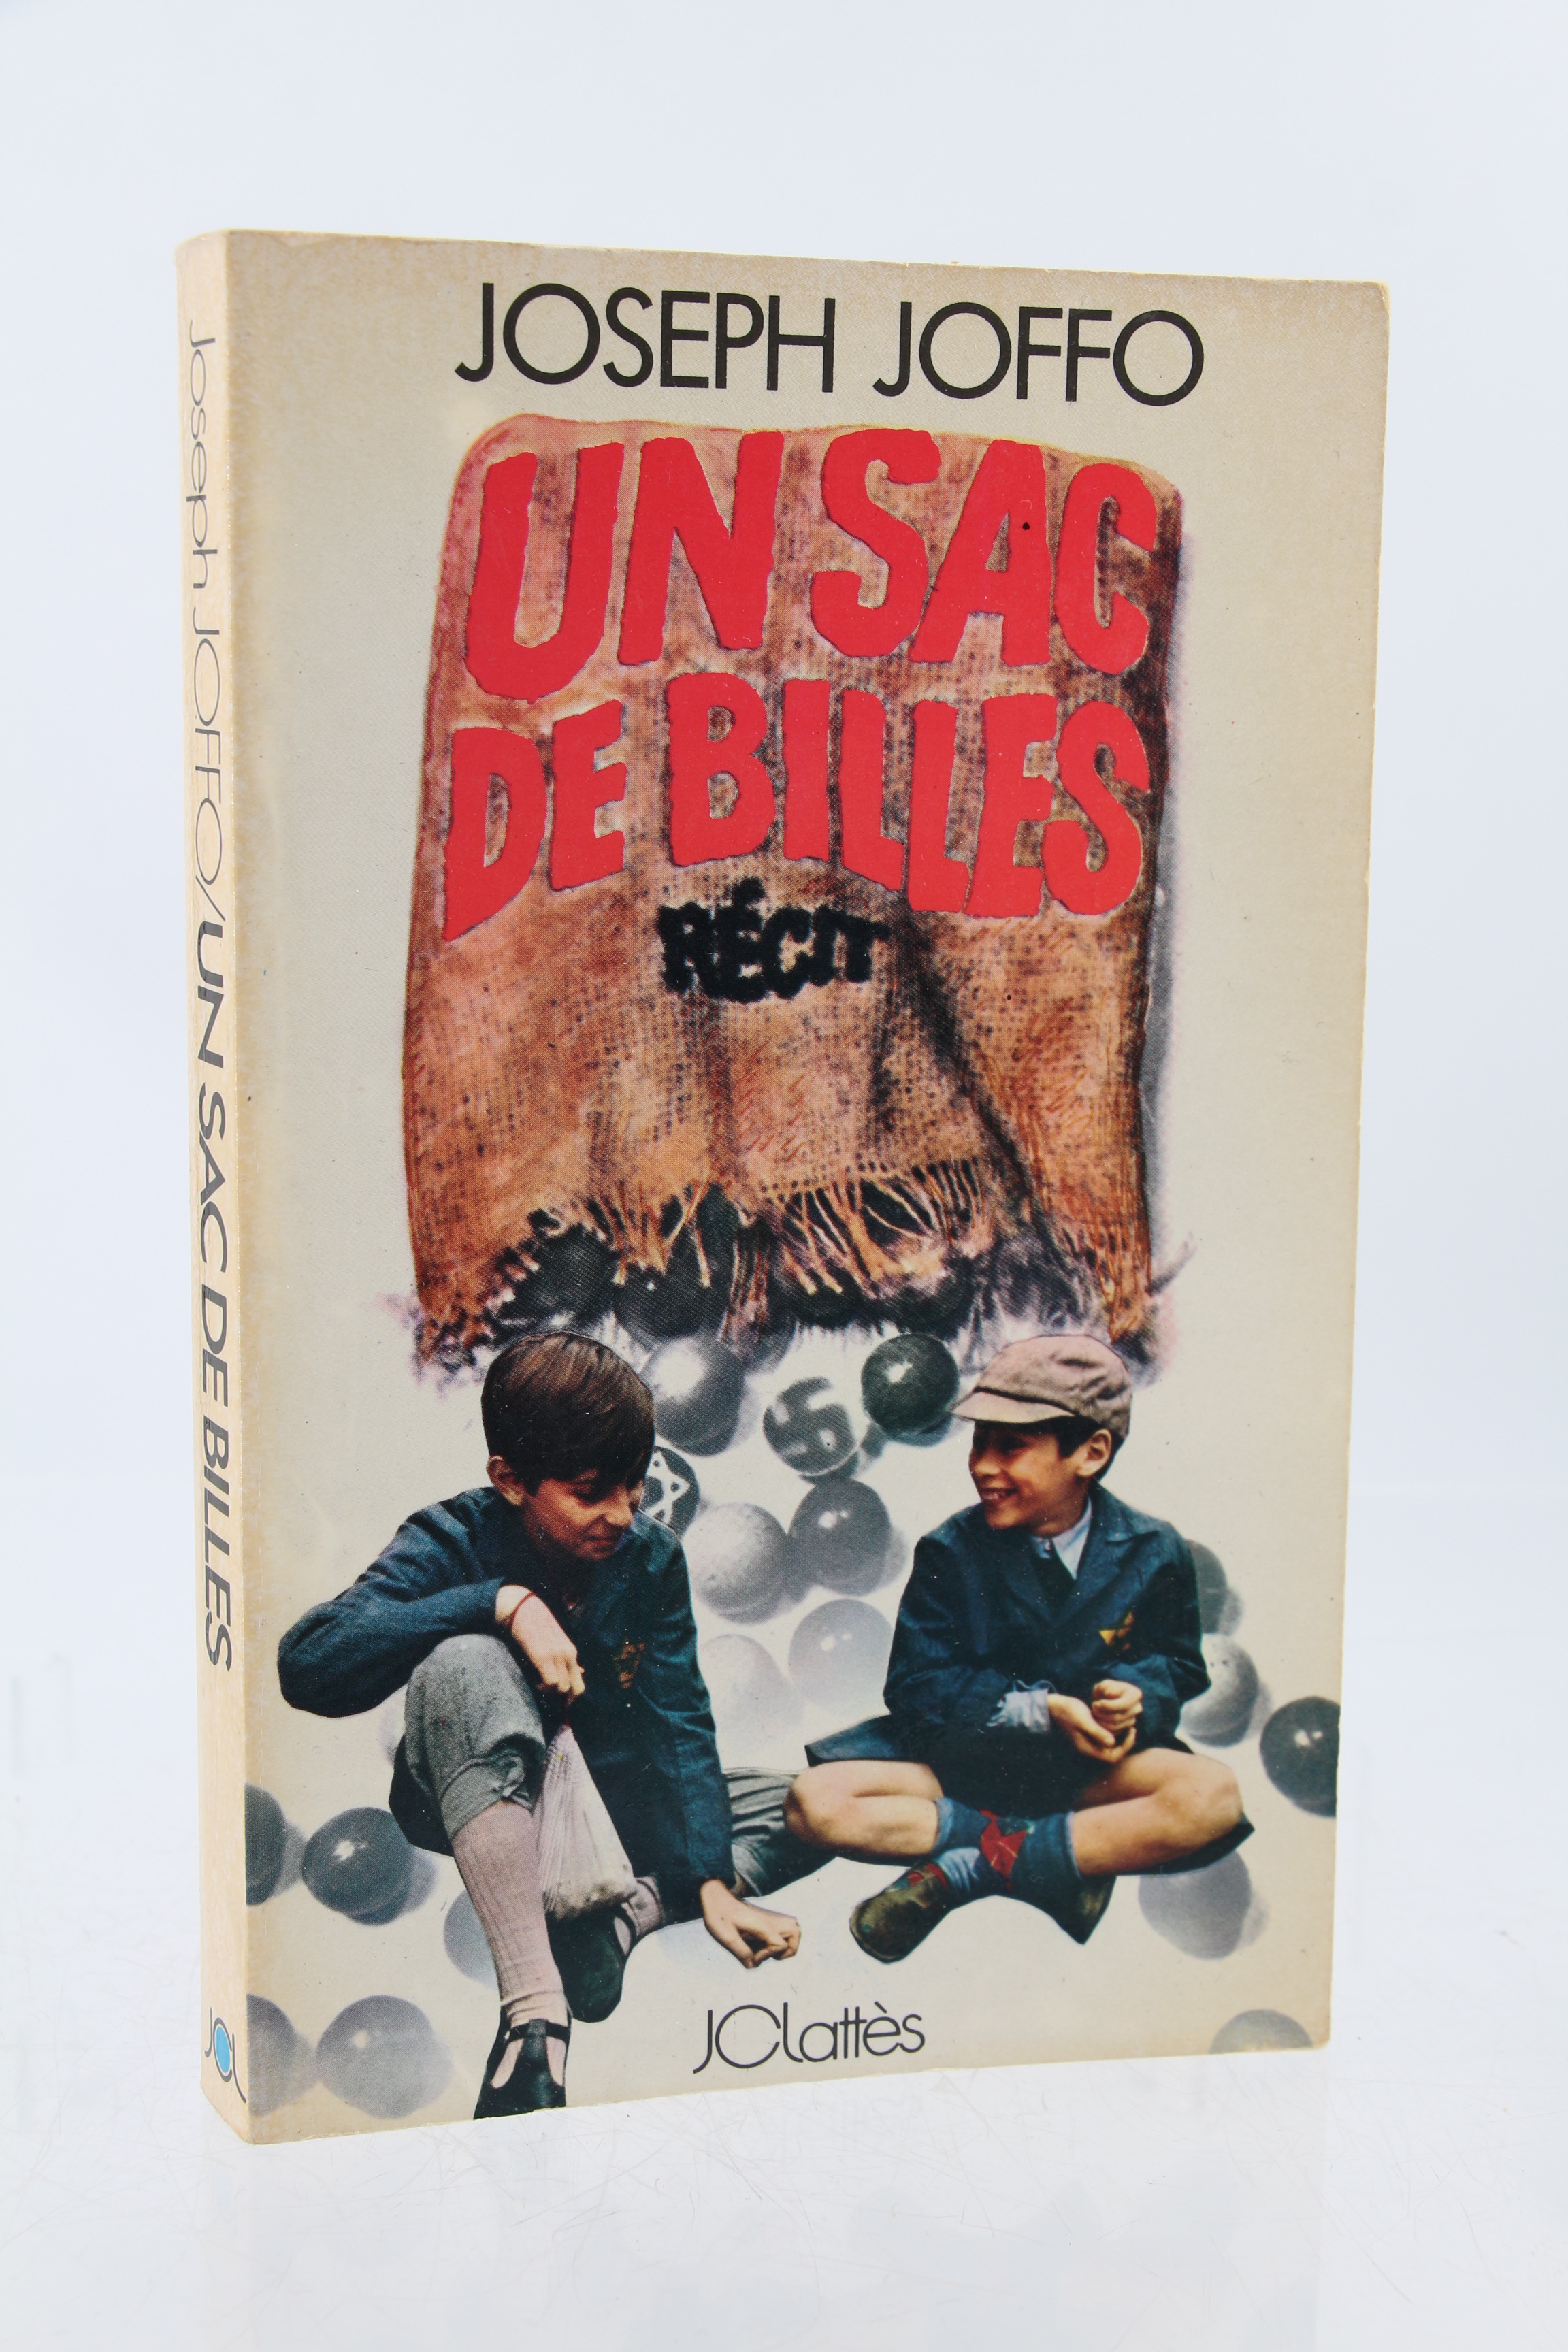 JOSEPH JOFFO
UN SAC
DE BILLES
RÉCIT
JClattès
Joseph JOFFO/UN SAC DE BILLES